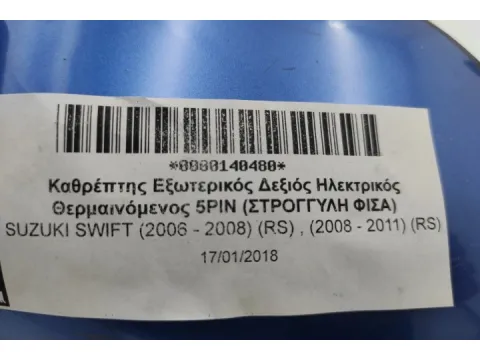 *0000140480*
Καθρέπτης Εξωτερικός Δεξιός Ηλεκτρικός
Θερμαινόμενος 5PIN (ΣΤΡΟΓΓΥΛΗ ΦΙΣΑ)
SUZUKI SWIFT (2006 - 2008) (RS) , (2008 - 2011) (RS)
17/01/2018